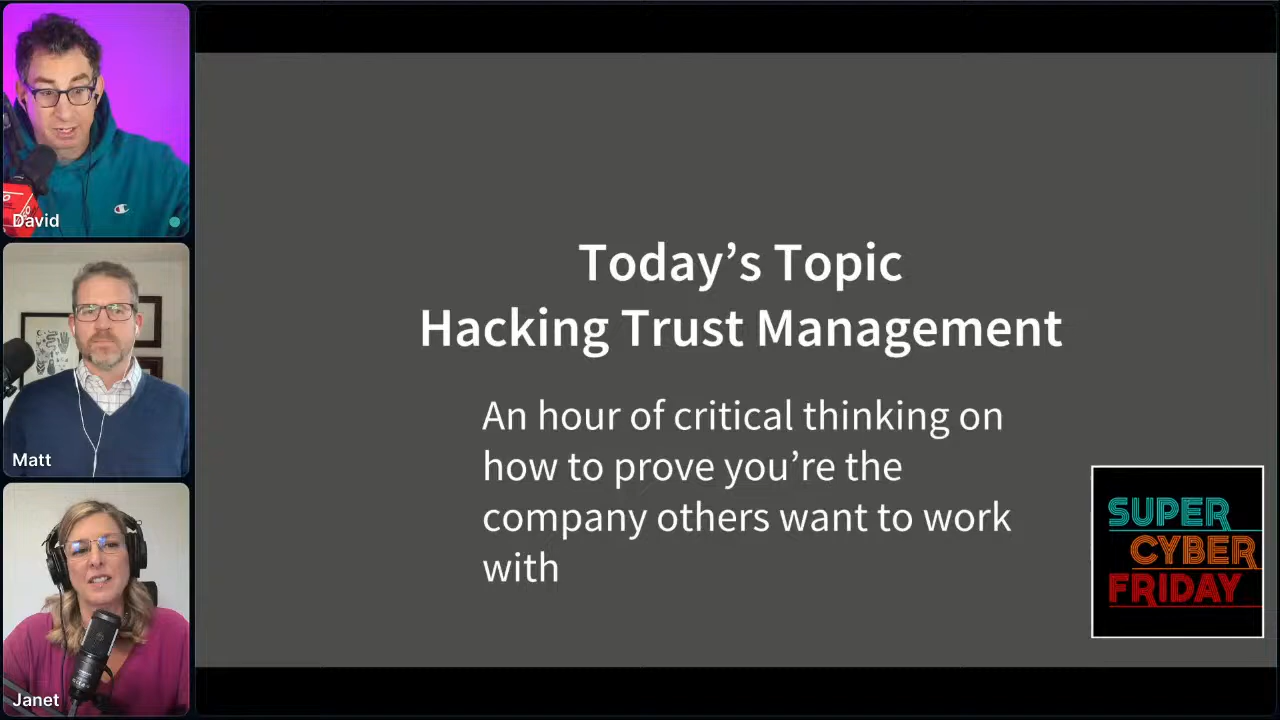 David
Matt
Janet
Today’s Topic
Hacking Trust Management
An hour of critical thinking on
how to prove you’re the
company others want to work
with
SUPER
CYBER
FRIDAY